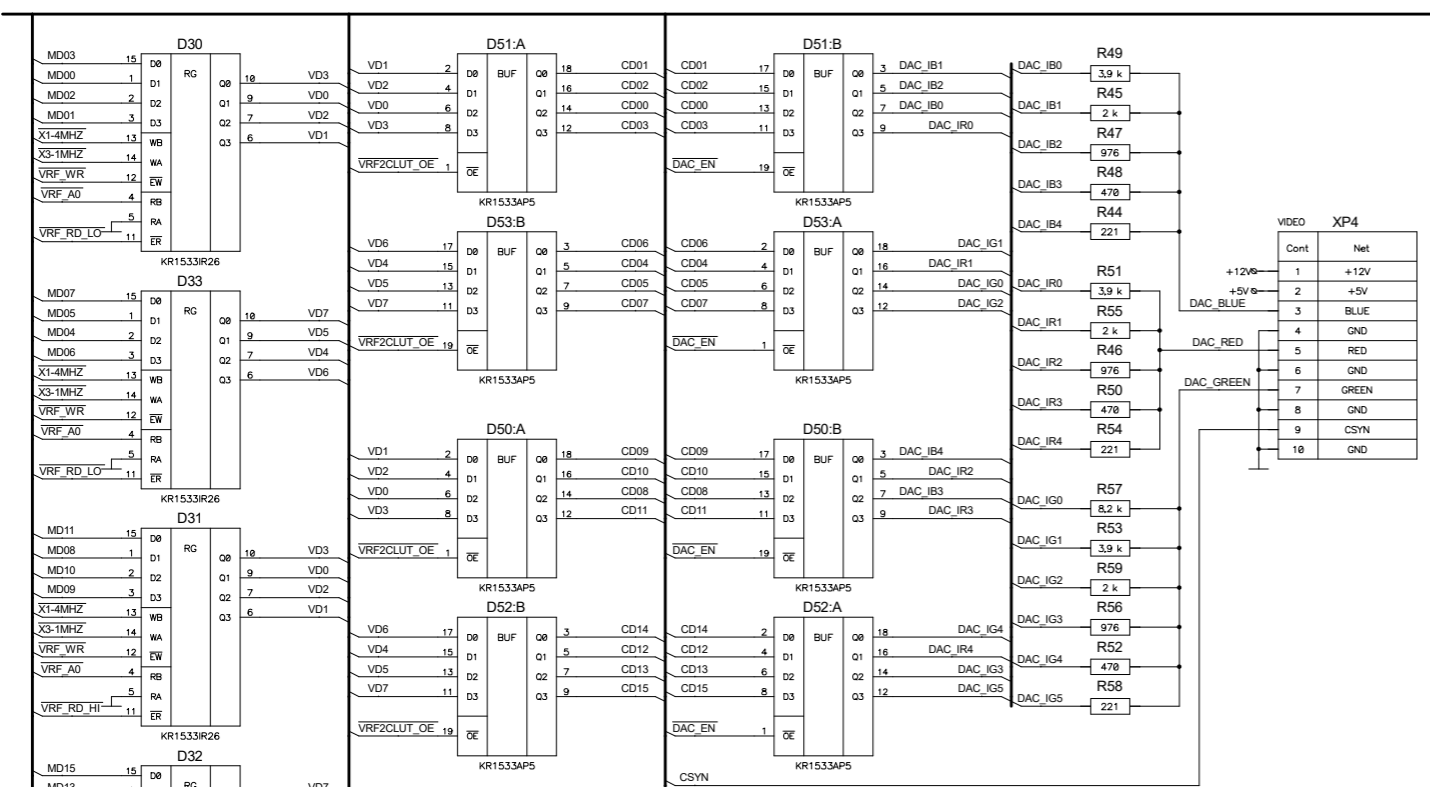 D30
MD03 15 D0 RG
MD00 1 D1 Q0 10 VD3
MD02 2 D2 Q1 9 VD0
MD01 3 D3 Q2 7 VD2
X1-4MHZ 13 WB Q3 6 VD1
X3-1MHZ 14 WA
VRF_WR 12 EW
VRF_A0 4 RB
5 RA
VRF_RD_LO 11 ER
KR1533IR26
D33
MD07 15 D0 RG
MD05 1 D1 Q0 10 VD7
MD04 2 D2 Q1 9 VD5
MD06 3 D3 Q2 7 VD4
X1-4MHZ 13 WB Q3 6 VD6
X3-1MHZ 14 WA
VRF_WR 12 EW
VRF_A0 4 RB
5 RA
VRF_RD_LO 11 ER
KR1533IR26
D31
MD11 15 D0 RG
MD08 1 D1 Q0 10 VD3
MD10 2 D2 Q1 9 VD0
MD09 3 D3 Q2 7 VD2
X1-4MHZ 13 WB Q3 6 VD1
X3-1MHZ 14 WA
VRF_WR 12 EW
VRF_A0 4 RB
5 RA
VRF_RD_HI 11 ER
KR1533IR26
D32
MD15 15 D0
MD13 RG VD7
D51:A
VD1 2 D0 BUF Q0 18 CD01
VD2 4 D1 Q1 16 CD02
VD0 6 D2 Q2 14 CD00
VD3 8 D3 Q3 12 CD03
VRF2CLUT_OE 1 OE
KR1533AP5
D53:B
VD6 17 D0 BUF Q0 3 CD06
VD4 15 D1 Q1 5 CD04
VD5 13 D2 Q2 7 CD05
VD7 11 D3 Q3 9 CD07
VRF2CLUT_OE 19 OE
KR1533AP5
D50:A
VD1 2 D0 BUF Q0 18 CD09
VD2 4 D1 Q1 16 CD10
VD0 6 D2 Q2 14 CD08
VD3 8 D3 Q3 12 CD11
VRF2CLUT_OE 1 OE
KR1533AP5
D52:B
VD6 17 D0 BUF Q0 3 CD14
VD4 15 D1 Q1 5 CD12
VD5 13 D2 Q2 7 CD13
VD7 11 D3 Q3 9 CD15
VRF2CLUT_OE 19 OE
KR1533AP5
D51:B
CD01 17 D0 BUF Q0 3 DAC_IB1
CD02 15 D1 Q1 5 DAC_IB2
CD00 13 D2 Q2 7 DAC_IB0
CD03 11 D3 Q3 9 DAC_IR0
DAC_EN 19 OE
KR1533AP5
D53:A
CD06 2 D0 BUF Q0 18 DAC_IG1
CD04 4 D1 Q1 16 DAC_IR1
CD05 6 D2 Q2 14 DAC_IG0
CD07 8 D3 Q3 12 DAC_IG2
DAC_EN 1 OE
KR1533AP5
D50:B
CD09 17 D0 BUF Q0 3 DAC_IB4
CD10 15 D1 Q1 5 DAC_IR2
CD08 13 D2 Q2 7 DAC_IB3
CD11 11 D3 Q3 9 DAC_IR3
DAC_EN 19 OE
KR1533AP5
D52:A
CD14 2 D0 BUF Q0 18 DAC_IG4
CD12 4 D1 Q1 16 DAC_IR4
CD13 6 D2 Q2 14 DAC_IG3
CD15 8 D3 Q3 12 DAC_IG5
DAC_EN 1 OE
KR1533AP5
CSYN
R49
DAC_IB0 3,9 k
R45
DAC_IB1 2 k
R47
DAC_IB2 976
R48
DAC_IB3 470
R44
DAC_IB4 221
R51
DAC_IR0 3,9 k
R55
DAC_IR1 2 k
R46
DAC_IR2 976
R50
DAC_IR3 470
R54
DAC_IR4 221
R57
DAC_IG0 8,2 k
R53
DAC_IG1 3,9 k
R59
DAC_IG2 2 k
R56
DAC_IG3 976
R52
DAC_IG4 470
R58
DAC_IG5 221
VIDEO XP4
Cont Net
+12V 1 +12V
+5V 2 +5V
DAC_BLUE 3 BLUE
4 GND
DAC_RED 5 RED
6 GND
DAC_GREEN 7 GREEN
8 GND
9 CSYN
10 GND